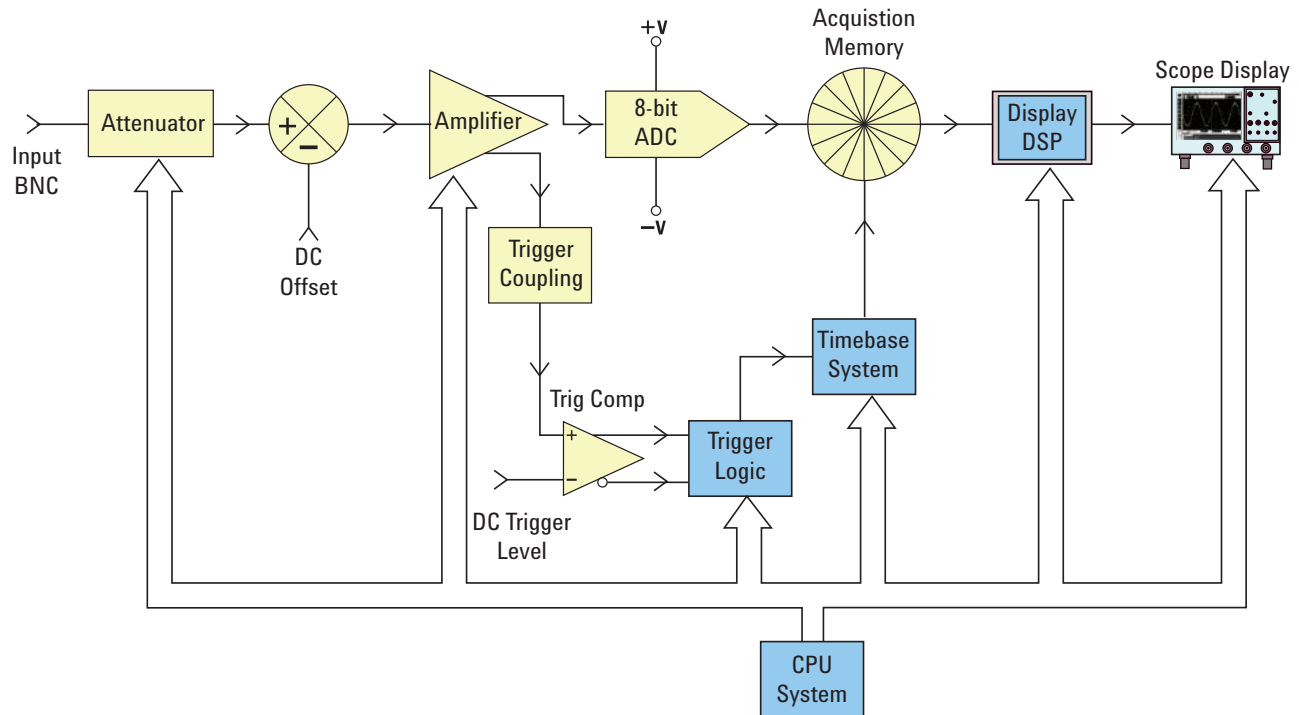 +v
Acquistion
Memory
Scope Display
Attenuator
+
−
Amplifier
8-bit
ADC
Display
DSP
Input
BNC
−v
DC
Offset
Trigger
Coupling
Timebase
System
Trig Comp
+
−
Trigger
Logic
DC Trigger
Level
CPU
System